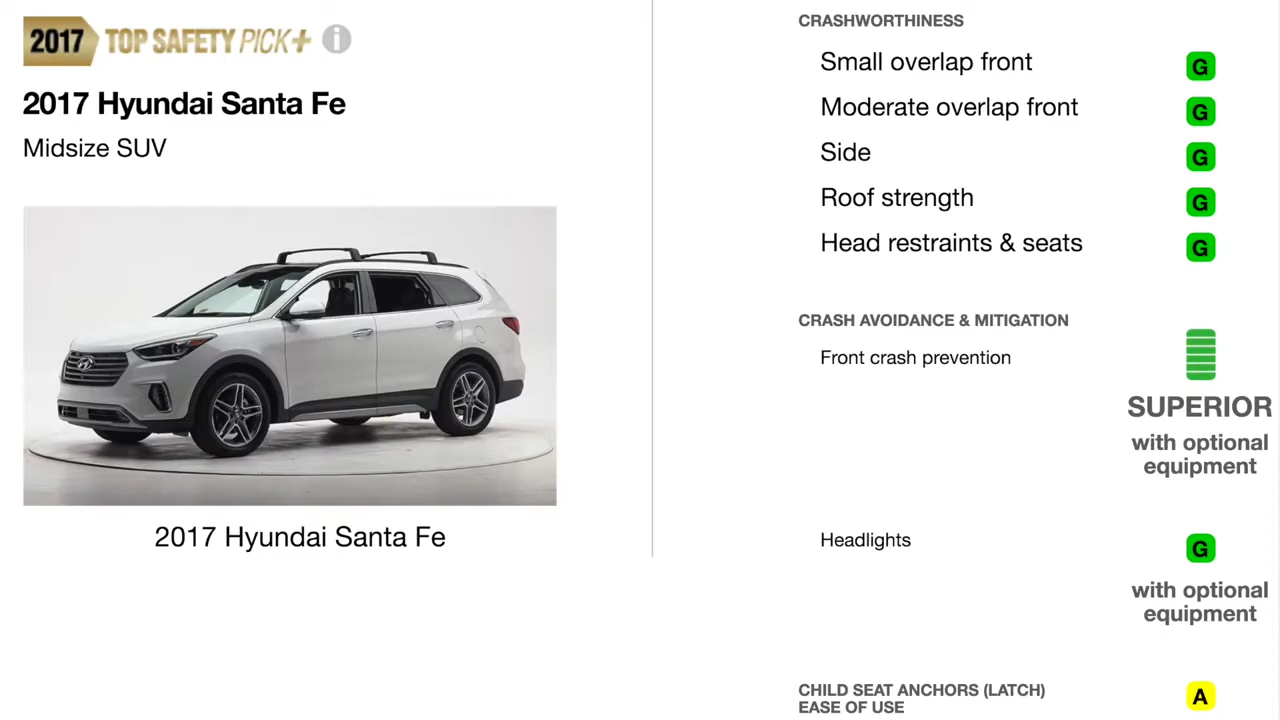 2017 TOP SAFETY PICK+ i
2017 Hyundai Santa Fe
Midsize SUV
2017 Hyundai Santa Fe
CRASHWORTHINESS
Small overlap front G
Moderate overlap front G
Side G
Roof strength G
Head restraints & seats G
CRASH AVOIDANCE & MITIGATION
Front crash prevention
SUPERIOR
with optional
equipment
Headlights G
with optional
equipment
CHILD SEAT ANCHORS (LATCH) A
EASE OF USE